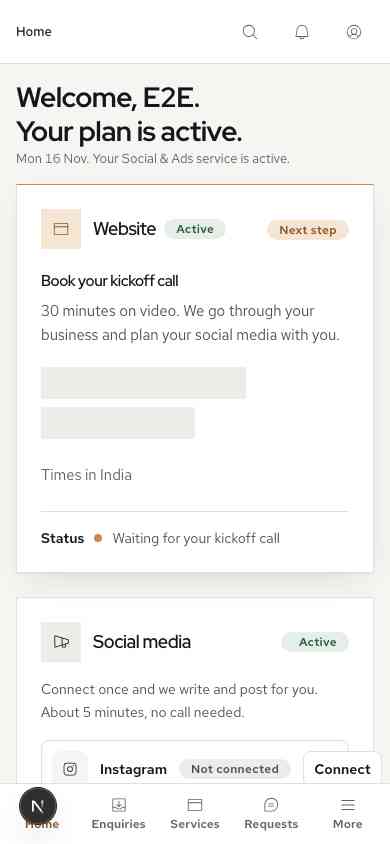 Home
Welcome, E2E.
Your plan is active.
Mon 16 Nov. Your Social & Ads service is active.
Website Active Next step
Book your kickoff call
30 minutes on video. We go through your
business and plan your social media with you.
Times in India
Status Waiting for your kickoff call
Social media Active
Connect once and we write and post for you.
About 5 minutes, no call needed.
Instagram Not connected Connect
N
Home Enquiries Services Requests More